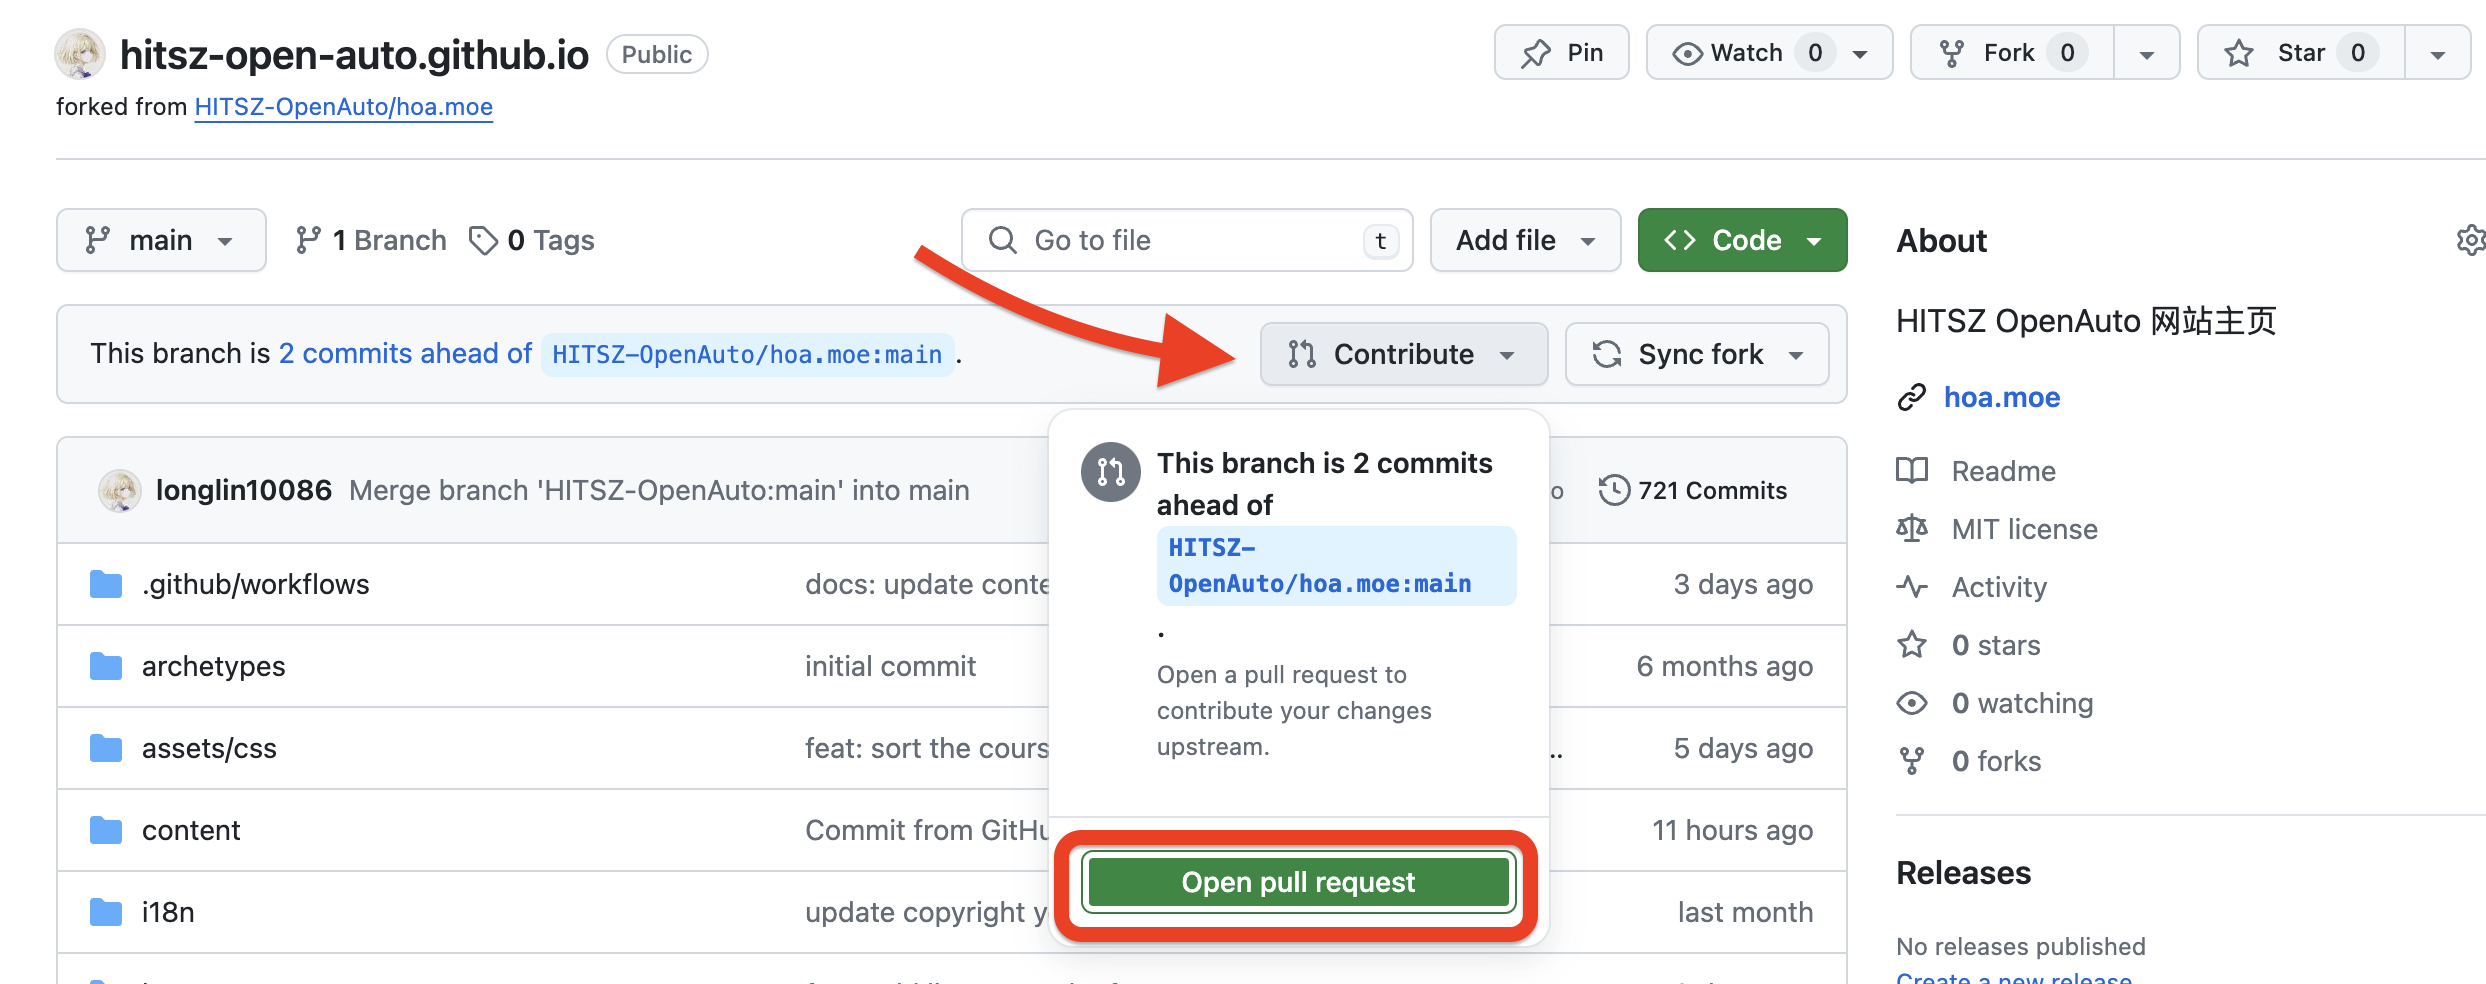 hitsz-open-auto.github.io Public
Pin
Watch 0
Fork 0
Star 0
forked from HITSZ-OpenAuto/hoa.moe
main
1 Branch
0 Tags
Go to file t
Add file
<> Code
About
This branch is 2 commits ahead of HITSZ-OpenAuto/hoa.moe:main .
Contribute
Sync fork
HITSZ OpenAuto 网站主页
hoa.moe
This branch is 2 commits
ahead of
HITSZ-
OpenAuto/hoa.moe:main
.
Open a pull request to
contribute your changes
upstream.
Open pull request
longlin10086 Merge branch 'HITSZ-OpenAuto:main' into main
721 Commits
.github/workflows docs: update conte 3 days ago
archetypes initial commit 6 months ago
assets/css feat: sort the cours .. 5 days ago
content Commit from GitHu 11 hours ago
i18n update copyright y last month
Readme
MIT license
Activity
0 stars
0 watching
0 forks
Releases
No releases published
Create a new release